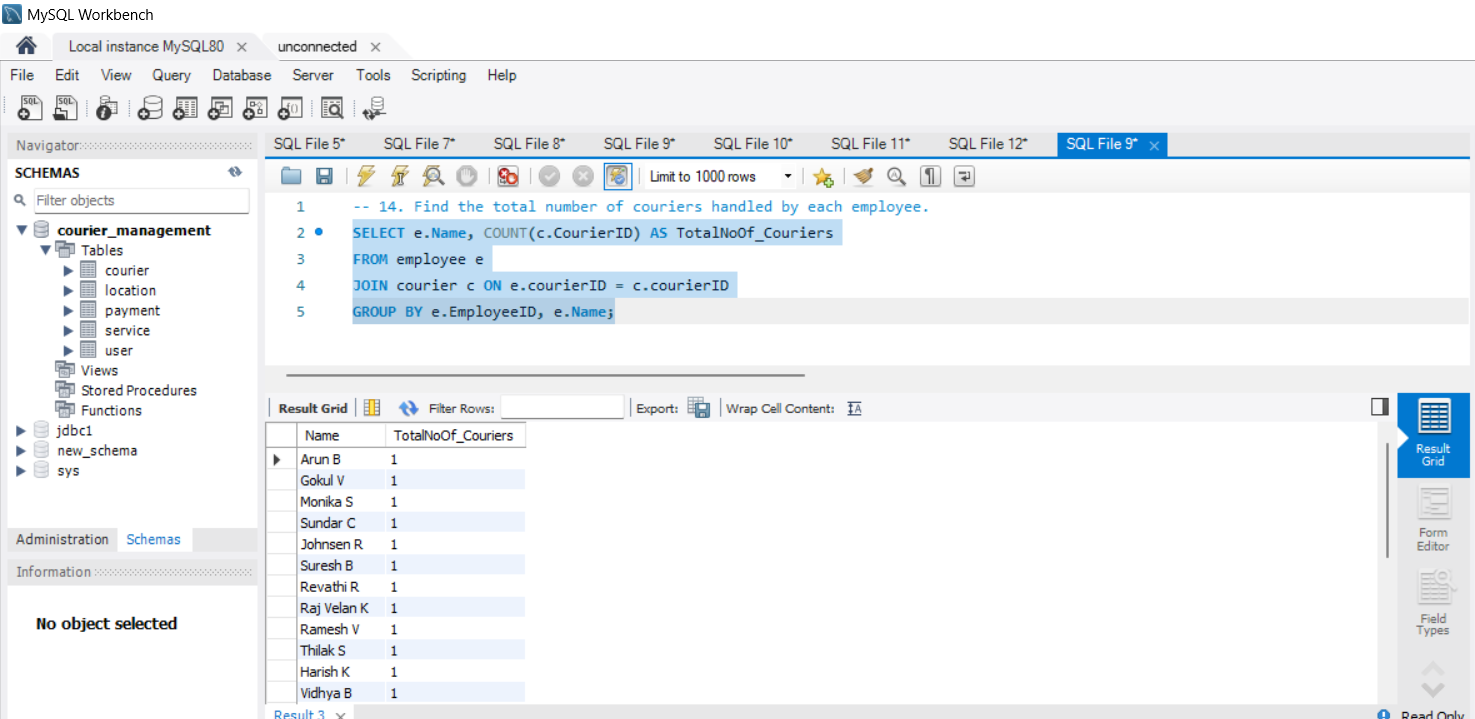 MySQL Workbench
Local instance MySQL80
unconnected
File Edit View Query Database Server Tools Scripting Help
Navigator
SCHEMAS
Filter objects
courier_management
Tables
courier
location
payment
service
user
Views
Stored Procedures
Functions
jdbc1
new_schema
sys
Administration Schemas
Information
No object selected
SQL File 5* SQL File 7* SQL File 8* SQL File 9* SQL File 10* SQL File 11* SQL File 12* SQL File 9*
Limit to 1000 rows
1 -- 14. Find the total number of couriers handled by each employee.
2 SELECT e.Name, COUNT(c.CourierID) AS TotalNoOf_Couriers
3 FROM employee e
4 JOIN courier c ON e.courierID = c.courierID
5 GROUP BY e.EmployeeID, e.Name;
Result Grid Filter Rows: Export: Wrap Cell Content:
Name TotalNoOf_Couriers
Arun B 1
Gokul V 1
Monika S 1
Sundar C 1
Johnsen R 1
Suresh B 1
Revathi R 1
Raj Velan K 1
Ramesh V 1
Thilak S 1
Harish K 1
Vidhya B 1
Result 3
Result
Grid
Form
Editor
Field
Types
Read Only